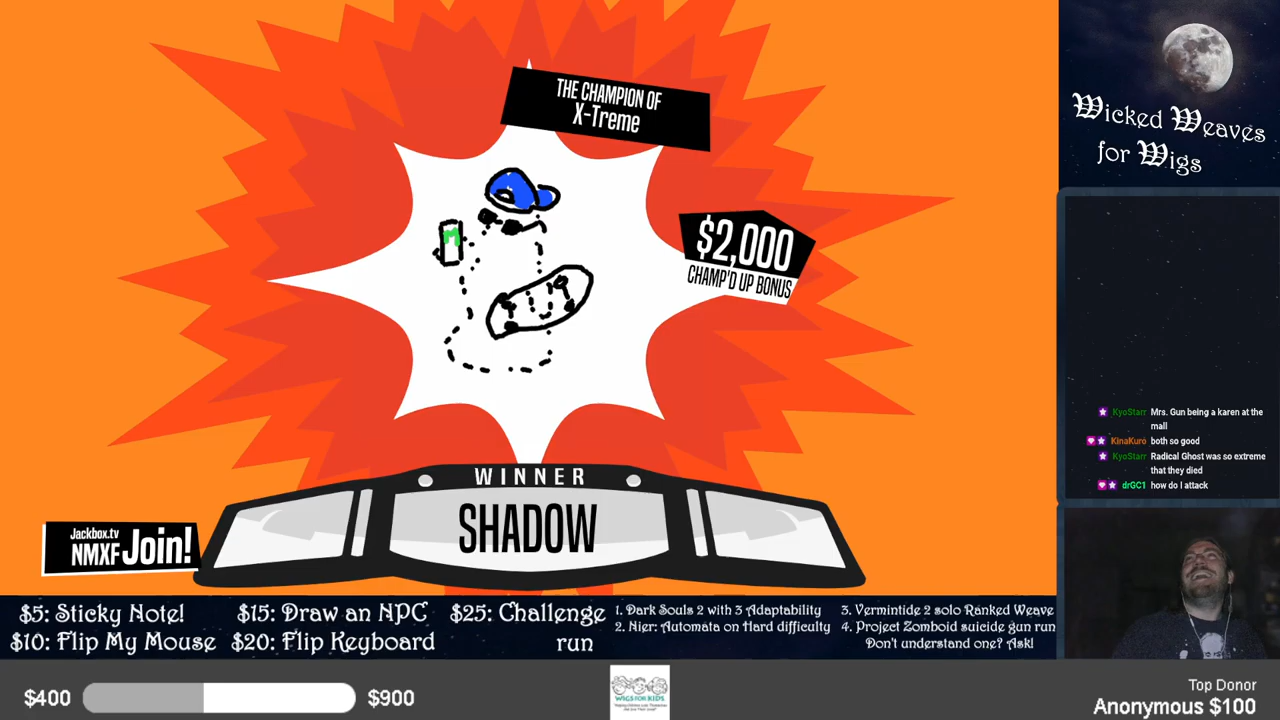 THE CHAMPION OF
X-Treme
$2,000
CHAMP'D UP BONUS
WINNER
SHADOW
Jackbox.tv
NMXF Join!
Wicked Weaves
for Wigs
KyoStarr Mrs. Gun being a karen at the
mall
KinaKuro both so good
KyoStarr Radical Ghost was so extreme
that they died
drGC1 how do I attack
$5: Sticky Note!
$10: Flip My Mouse
$15: Draw an NPC
$20: Flip Keyboard
$25: Challenge
run
1. Dark Souls 2 with 3 Adaptability
2. Nier: Automata on Hard difficulty
3. Vermintide 2 solo Ranked Weave
4. Project Zomboid suicide gun run
Don't understand one? Ask!
$400
$900
WIGS FOR KIDS
Top Donor
Anonymous $100